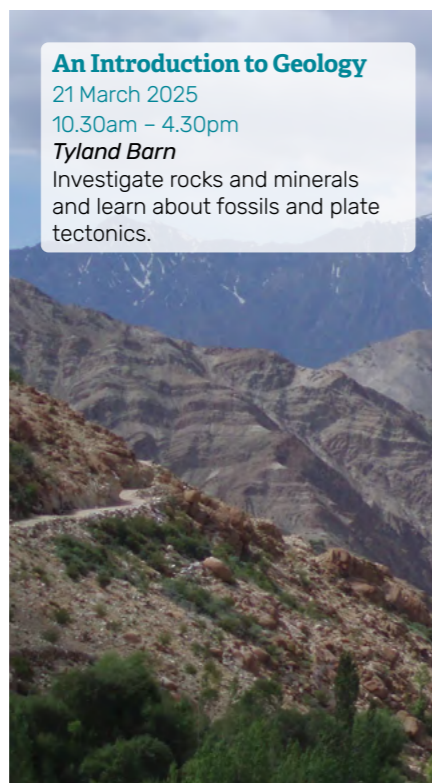 An Introduction to Geology
21 March 2025
10.30am – 4.30pm
Tyland Barn
Investigate rocks and minerals
and learn about fossils and plate
tectonics.